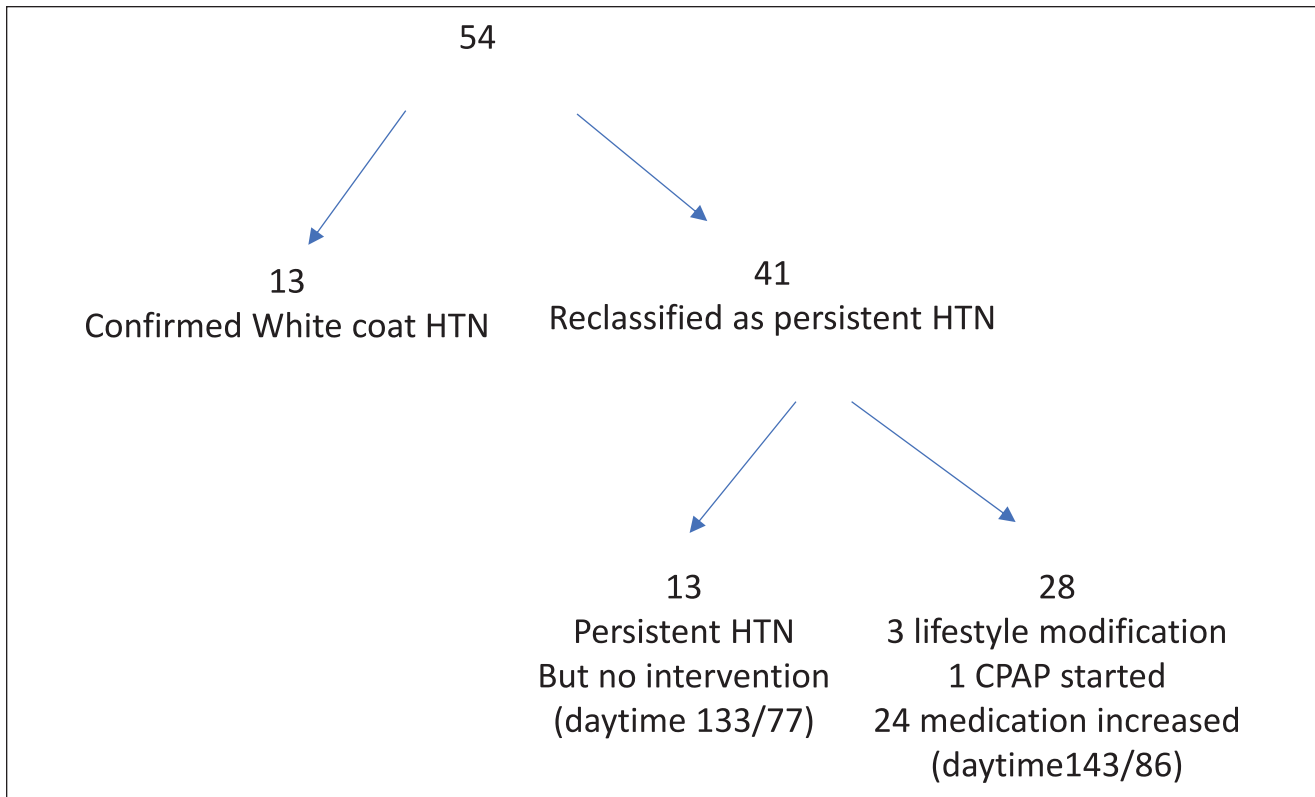 54
13
Confirmed White coat HTN
41
Reclassified as persistent HTN
13
Persistent HTN
But no intervention
(daytime 133/77)
28
3 lifestyle modification
1 CPAP started
24 medication increased
(daytime143/86)